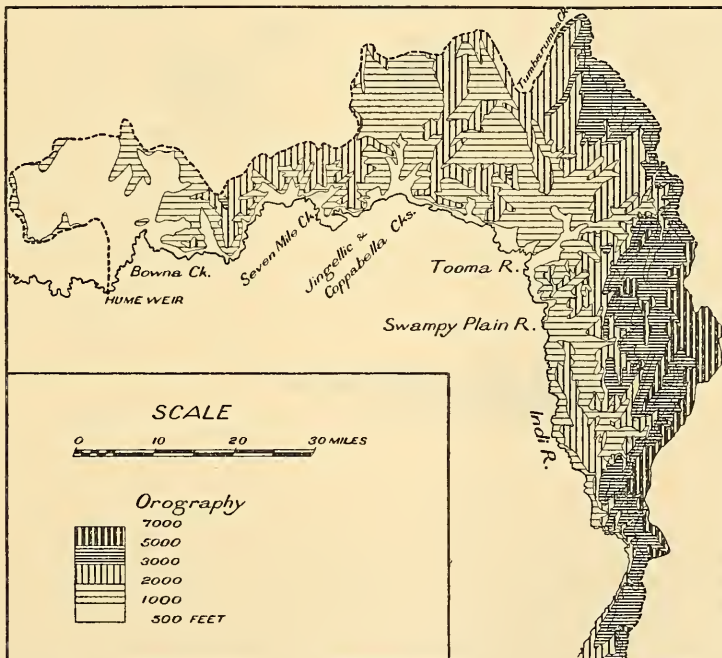 Tumbarumba Ck.
Bowna Ck.
HUME WEIR
Seven Mile Ck.
Jingellic &
Coppabella Cks.
Tooma R.
Swampy Plain R.
Indi R.
SCALE
0 10 20 30 MILES
Orography
7000
5000
3000
2000
1000
500 FEET